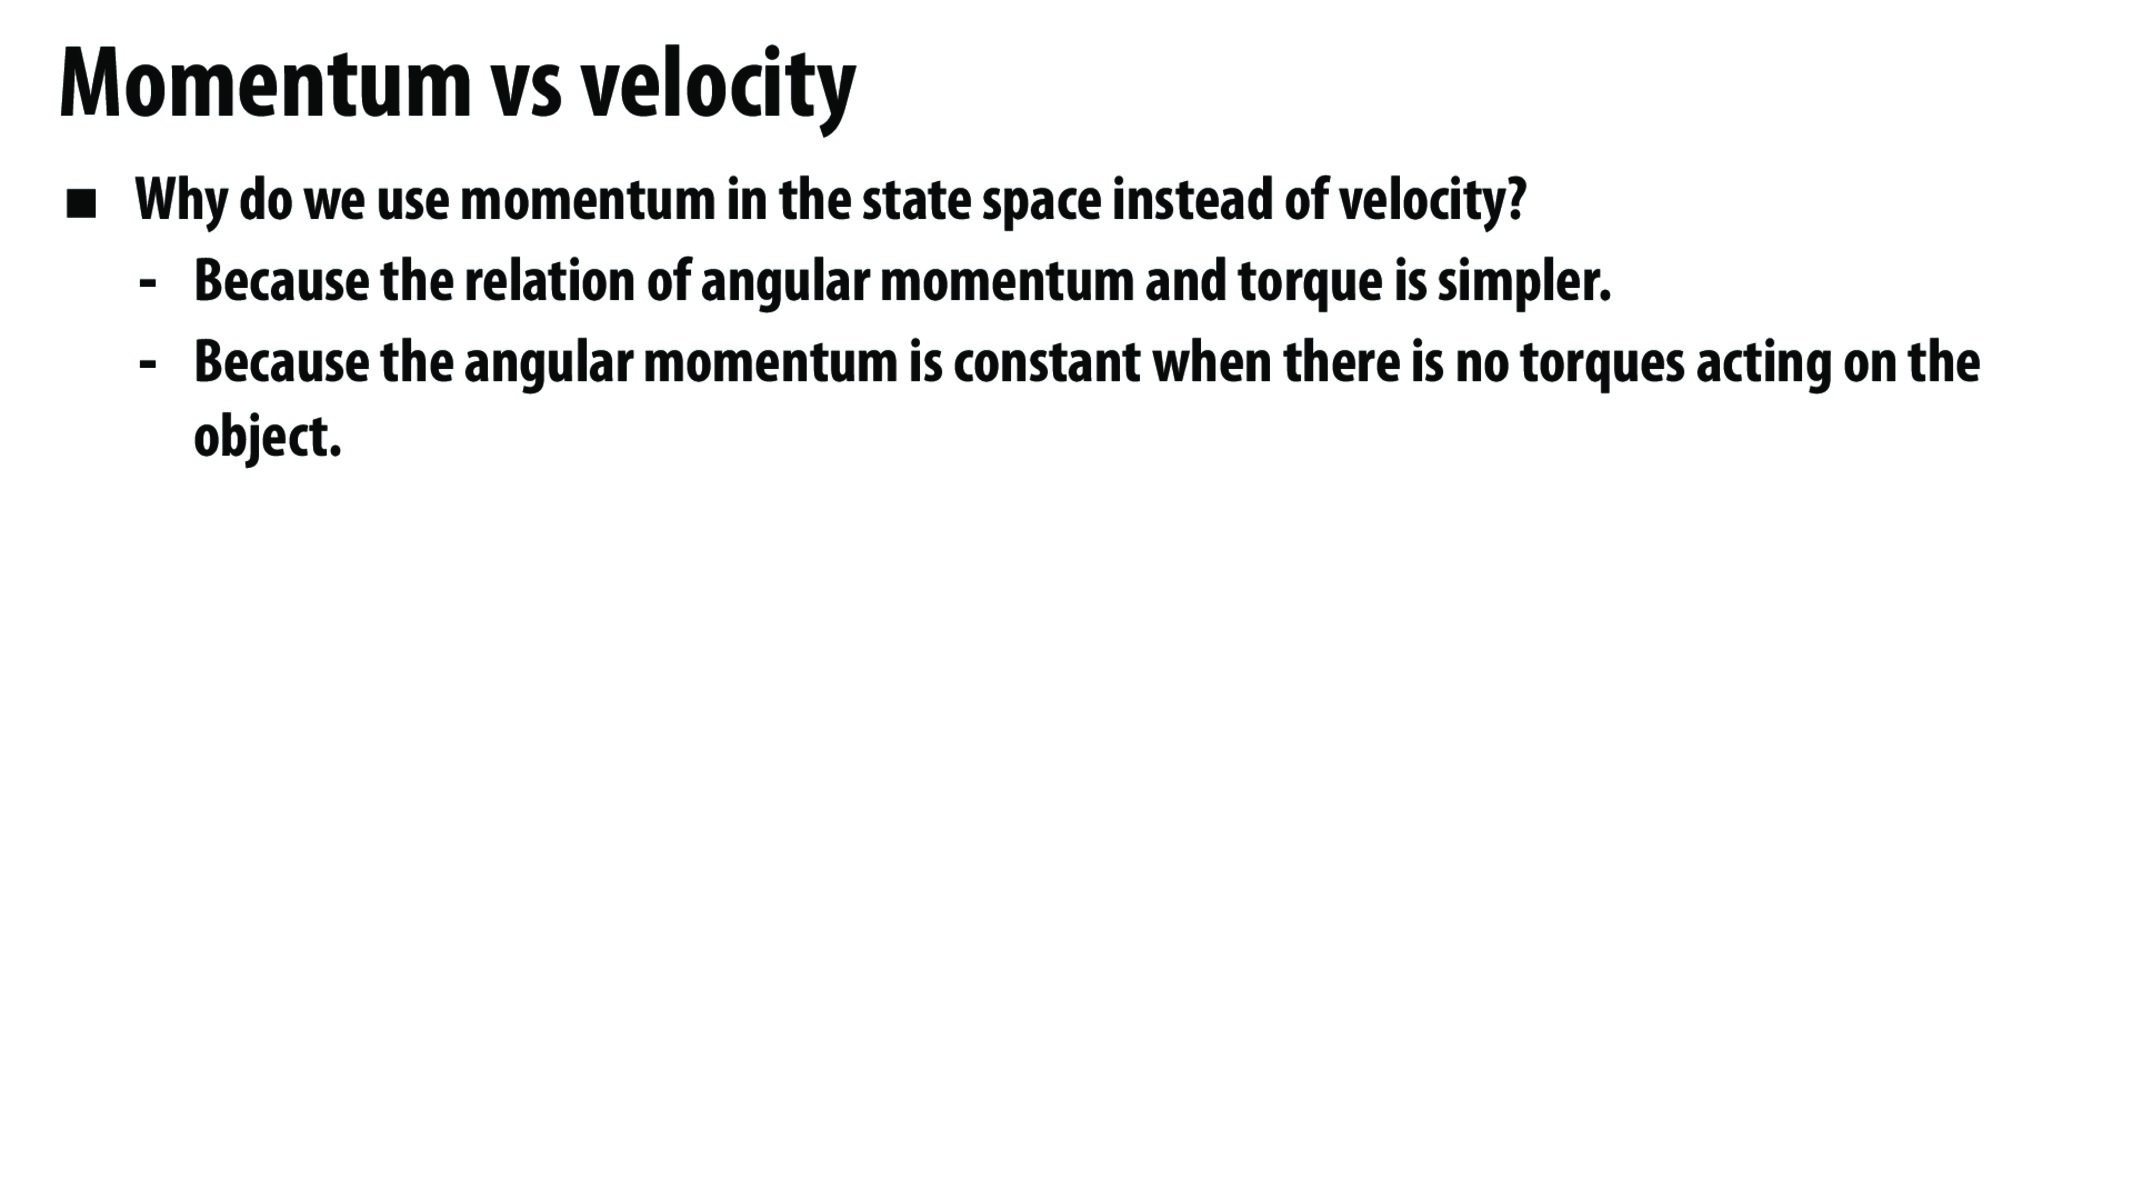 Momentum vs velocity
■ Why do we use momentum in the state space instead of velocity?
- Because the relation of angular momentum and torque is simpler.
- Because the angular momentum is constant when there is no torques acting on the
object.